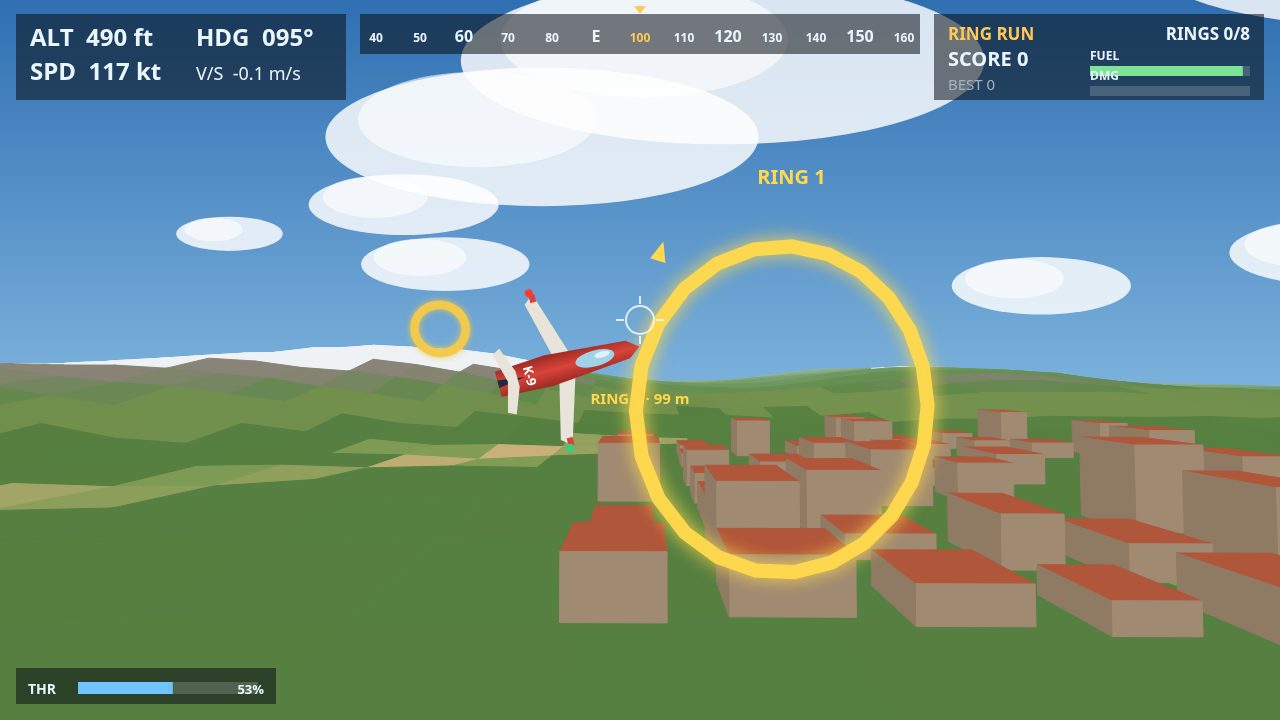 ALT 490 ft HDG 095°
SPD 117 kt V/S -0.1 m/s
40 50 60 70 80 E 100 110 120 130 140 150 160
RING RUN RINGS 0/8
SCORE 0 FUEL
DMG
BEST 0
RING 1
K-9
RING · 99 m
THR 53%